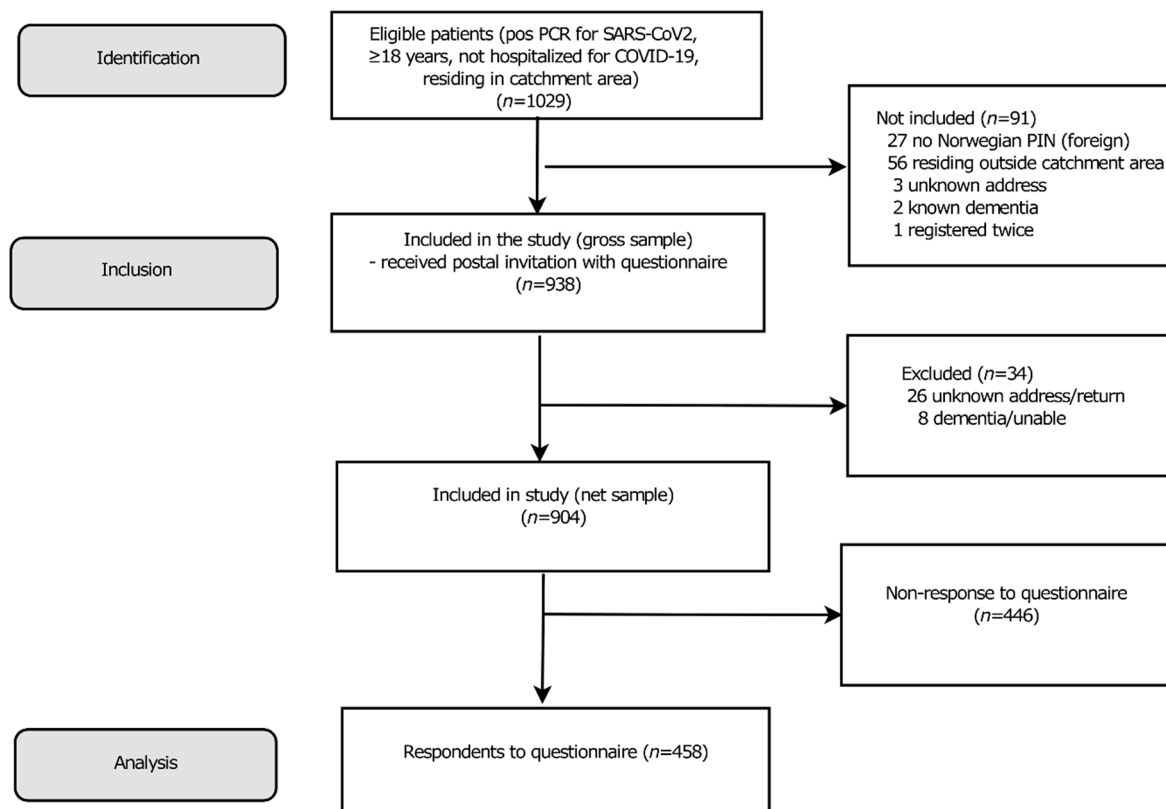 Identification
Eligible patients (pos PCR for SARS-CoV2,
≥18 years, not hospitalized for COVID-19,
residing in catchment area)
(n=1029)
Not included (n=91)
27 no Norwegian PIN (foreign)
56 residing outside catchment area
3 unknown address
2 known dementia
1 registered twice
Inclusion
Included in the study (gross sample)
- received postal invitation with questionnaire
(n=938)
Excluded (n=34)
26 unknown address/return
8 dementia/unable
Included in study (net sample)
(n=904)
Non-response to questionnaire
(n=446)
Analysis
Respondents to questionnaire (n=458)